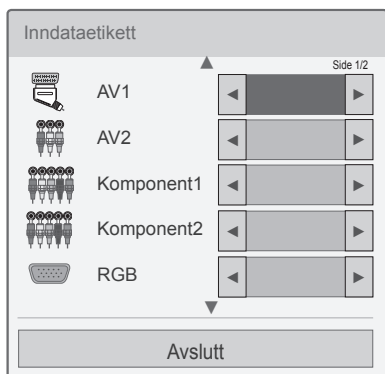 Inndataetikett
Side 1/2
AV1
AV2
Komponent1
Komponent2
RGB
Avslutt